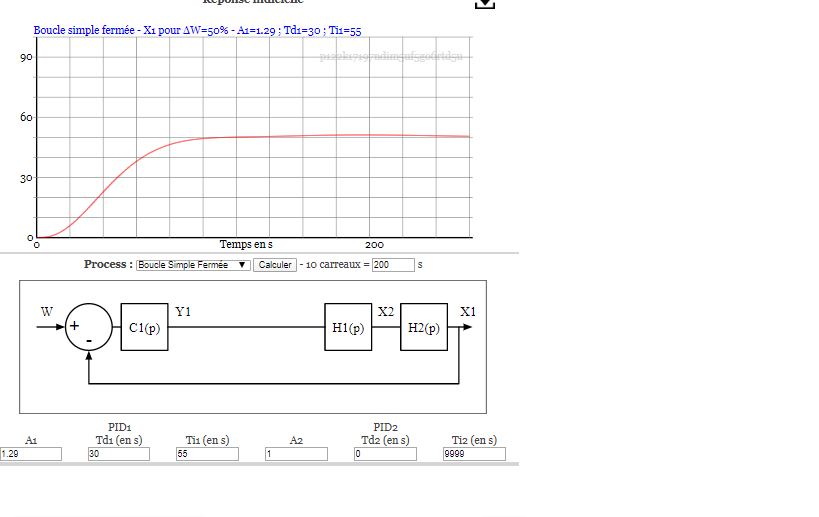 Réponse indicielle
Boucle simple fermée - X1 pour ΔW=50% - A1=1.29 ; Td1=30 ; Ti1=55
90
60
30
0
0 Temps en s 200
Process : Boucle Simple Fermée Calculer - 10 carreaux = 200 s
W + - C1(p) Y1 H1(p) X2 H2(p) X1
PID1 PID2
A1 Td1 (en s) Ti1 (en s) A2 Td2 (en s) Ti2 (en s)
1.29 30 55 1 0 9999